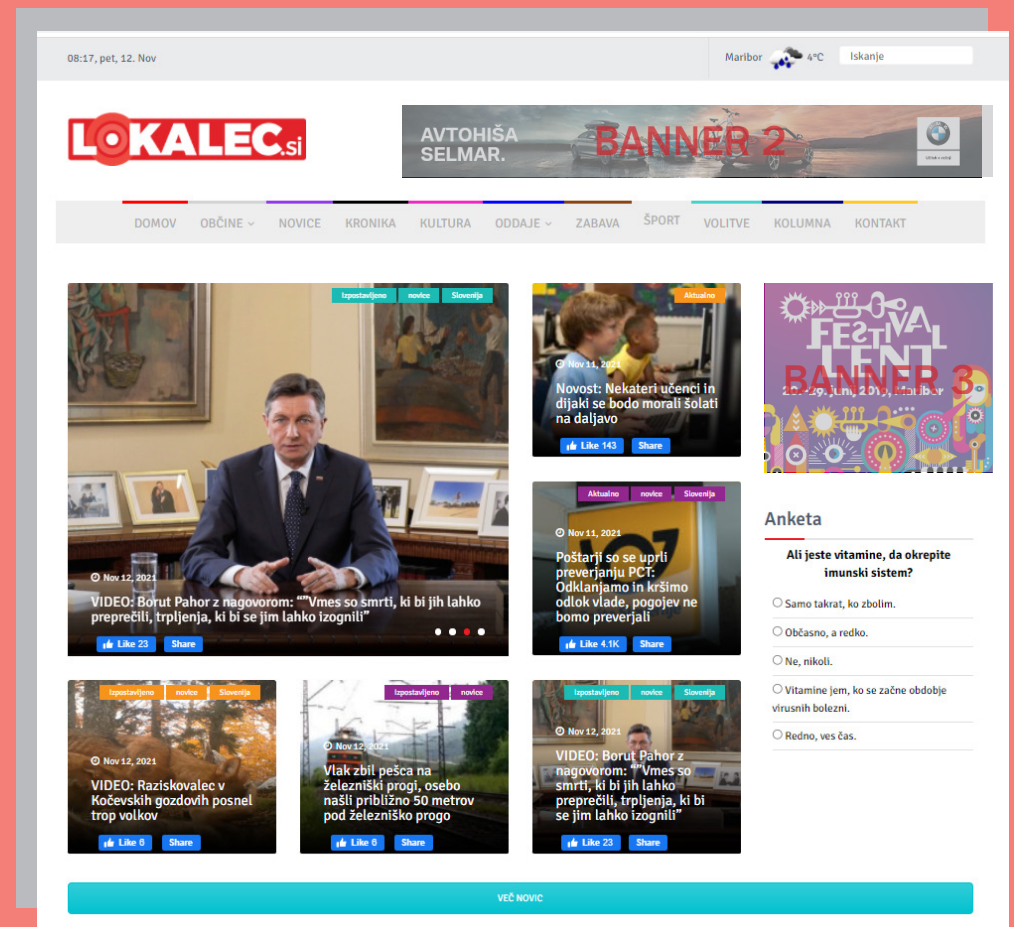 08:17, pet, 12. Nov
Maribor
4°C
Iskanje
LOKALEC.si
AVTOHIŠA
SELMAR.
BANNER 2
DOMOV
OBČINE
NOVICE
KRONIKA
KULTURA
ODDAJE
ZABAVA
ŠPORT
VOLITVE
KOLUMNA
KONTAKT
Izpostavljeno
novice
Slovenija
Nov 12, 2021
VIDEO: Borut Pahor z nagovorom: “”Vmes so smrti, ki bi jih lahko
preprečili, trpljenja, ki bi se jim lahko izognili”
Like 23
Share
Aktualno
Nov 11, 2021
Novost: Nekateri učenci in
dijaki se bodo morali šolati
na daljavo
Like 143
Share
Aktualno
novice
Slovenija
Nov 11, 2021
Poštarji so se uprli
preverjanju PCT:
Odklanjamo in kršimo
odlok vlade, pogojev ne
bomo preverjali
Like 4.1K
Share
FESTIVAL
LENT
BANNER 3
juni, 2019, Maribor
Anketa
Ali jeste vitamine, da okrepite
imunski sistem?
Samo takrat, ko zbolim.
Občasno, a redko.
Ne, nikoli.
Vitamine jem, ko se začne obdobje
virusnih bolezni.
Redno, ves čas.
Izpostavljeno
novice
Slovenija
Nov 12, 2021
VIDEO: Raziskovalec v
Kočevskih gozdovih posnel
trop volkov
Like 6
Share
Izpostavljeno
novice
Nov 12, 2021
Vlak zbil pešca na
železniški progi, osebo
našli približno 50 metrov
pod železniško progo
Like 6
Share
Izpostavljeno
novice
Slovenija
Nov 12, 2021
VIDEO: Borut Pahor z
nagovorom: “”Vmes so
smrti, ki bi jih lahko
preprečili, trpljenja, ki bi
se jim lahko izognili”
Like 23
Share
VEČ NOVIC